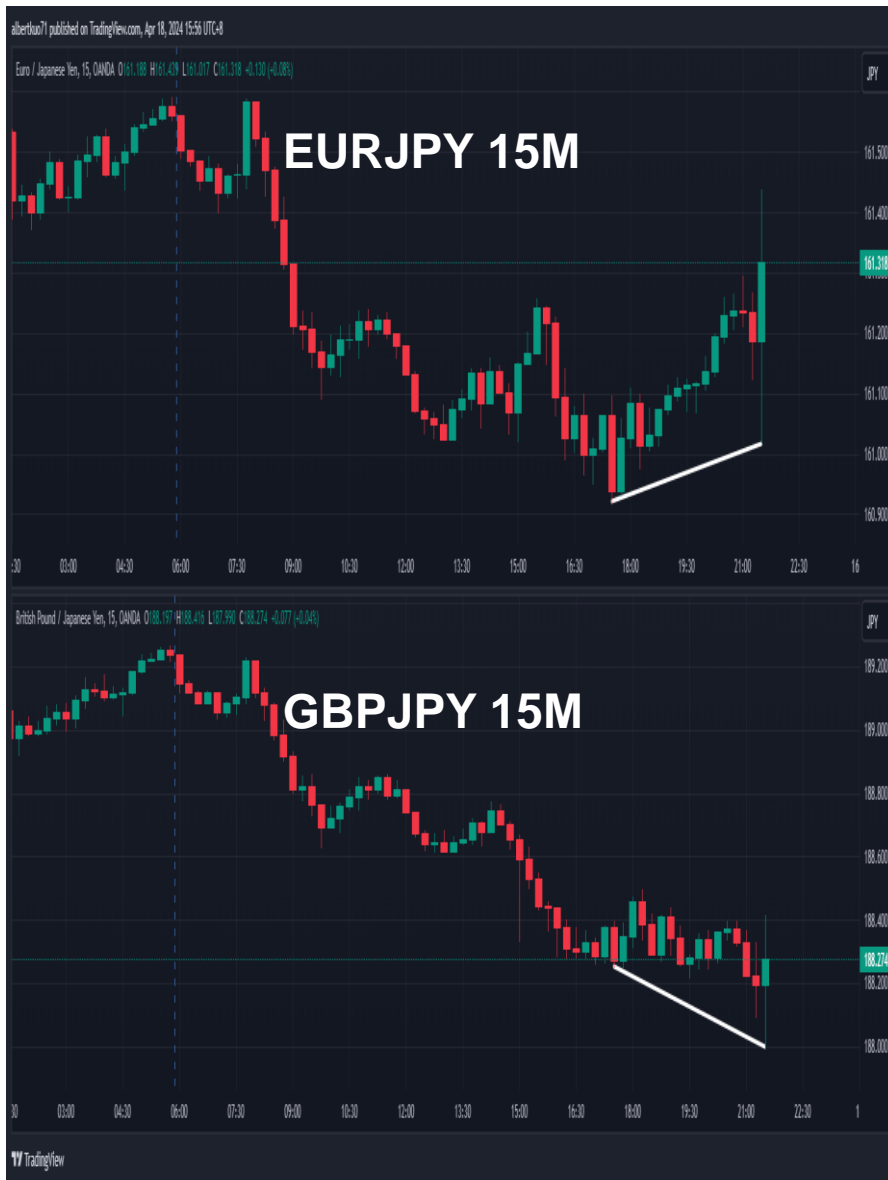 albertkuo71 published on TradingView.com, Apr 18, 2024 15:56 UTC+8
Euro / Japanese Yen, 15, OANDA O161.188 H161.439 L161.017 C161.318 +0.130 (+0.08%)
JPY
EURJPY 15M
161.500
161.400
161.318
161.200
161.100
161.000
160.900
:30 03:00 04:30 06:00 07:30 09:00 10:30 12:00 13:30 15:00 16:30 18:00 19:30 21:00 22:30 16
British Pound / Japanese Yen, 15, OANDA O188.197 H188.416 L187.990 C188.274 +0.077 (+0.04%)
JPY
189.200
GBPJPY 15M
189.000
188.800
188.600
188.400
188.274
188.200
188.000
30 03:00 04:30 06:00 07:30 09:00 10:30 12:00 13:30 15:00 16:30 18:00 19:30 21:00 22:30 1
TradingView